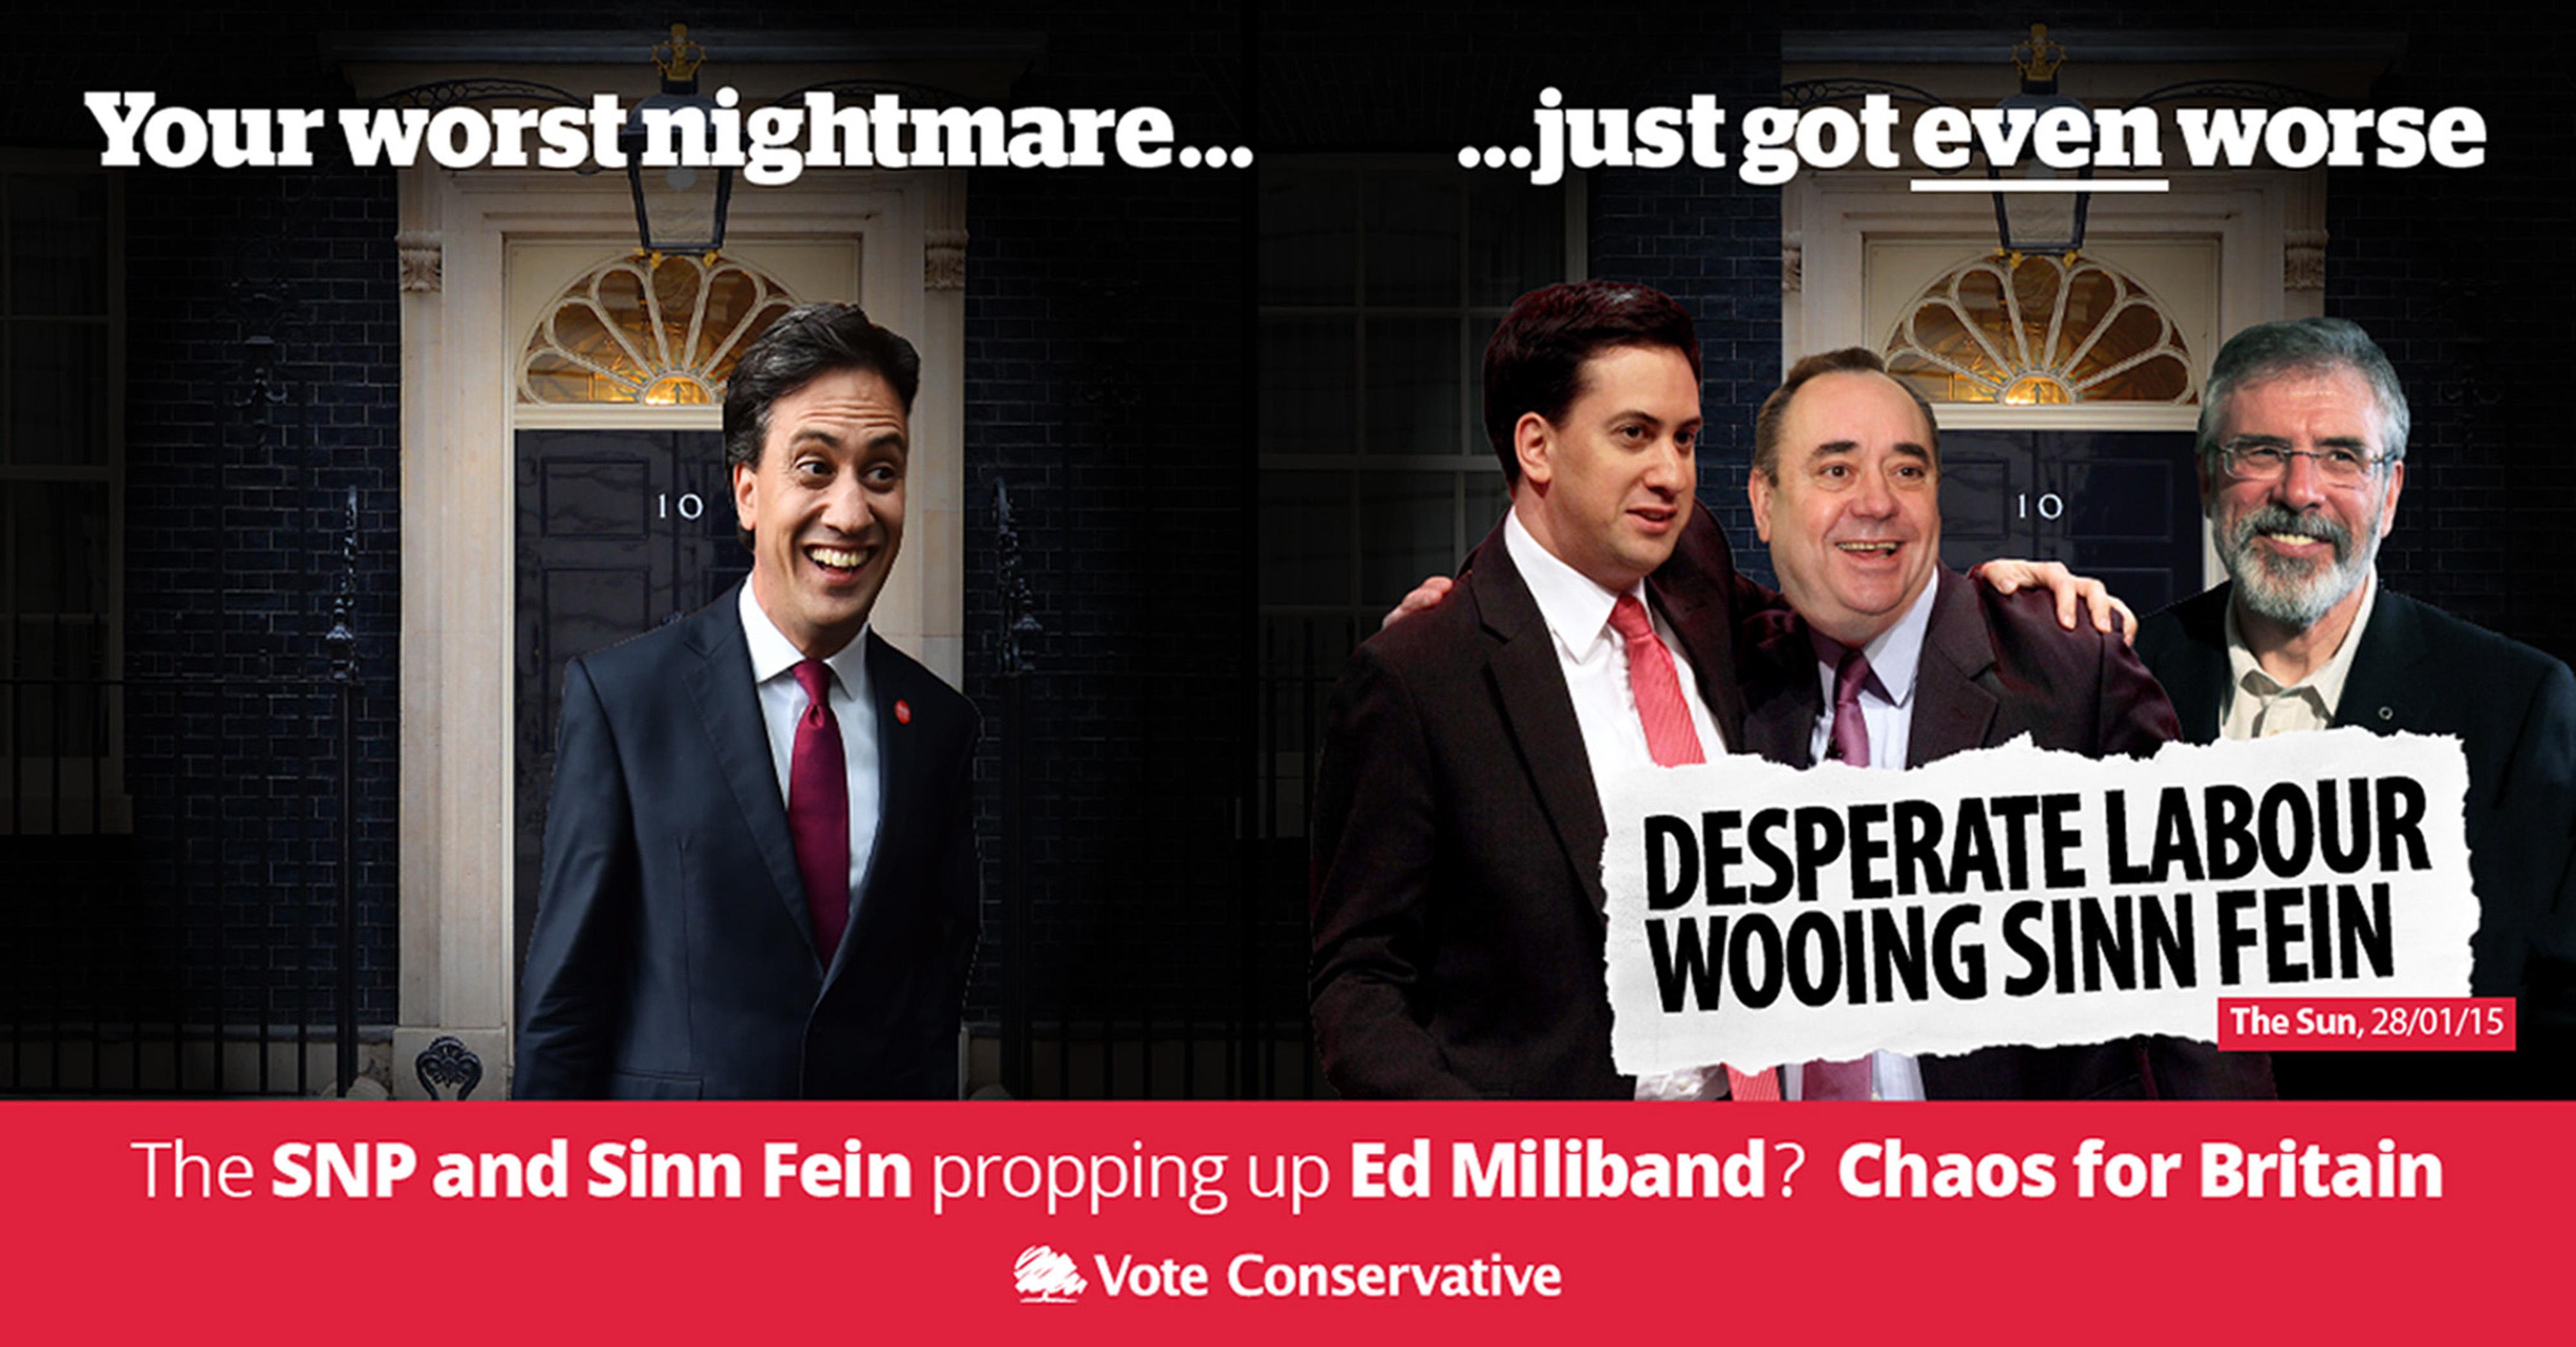 Your worst nightmare...
...just got even worse
10
10
DESPERATE LABOUR
WOOING SINN FEIN
The Sun, 28/01/15
The SNP and Sinn Fein propping up Ed Miliband? Chaos for Britain
Vote Conservative